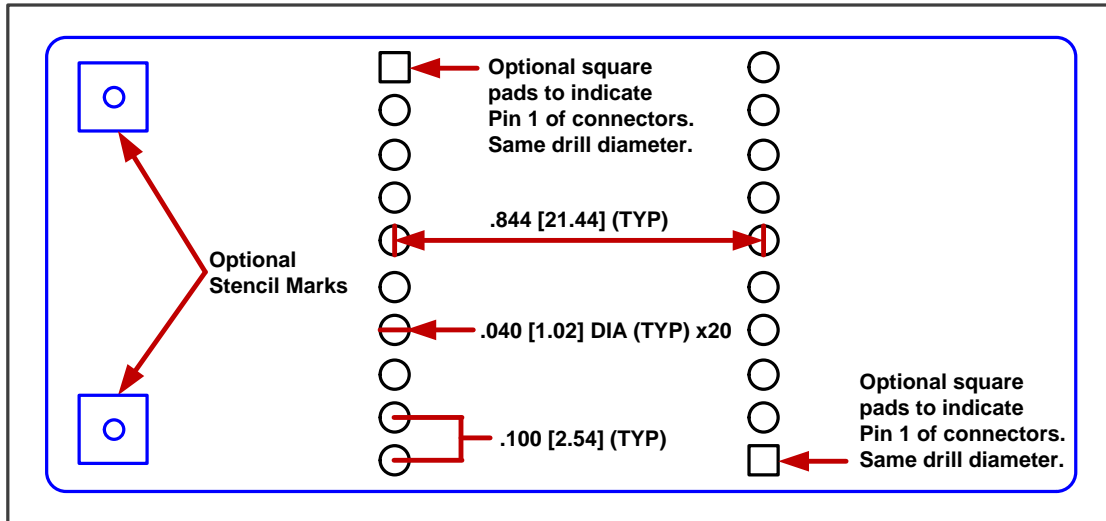 Optional square
pads to indicate
Pin 1 of connectors.
Same drill diameter.
.844 [21.44] (TYP)
Optional
Stencil Marks
.040 [1.02] DIA (TYP) x20
.100 [2.54] (TYP)
Optional square
pads to indicate
Pin 1 of connectors.
Same drill diameter.